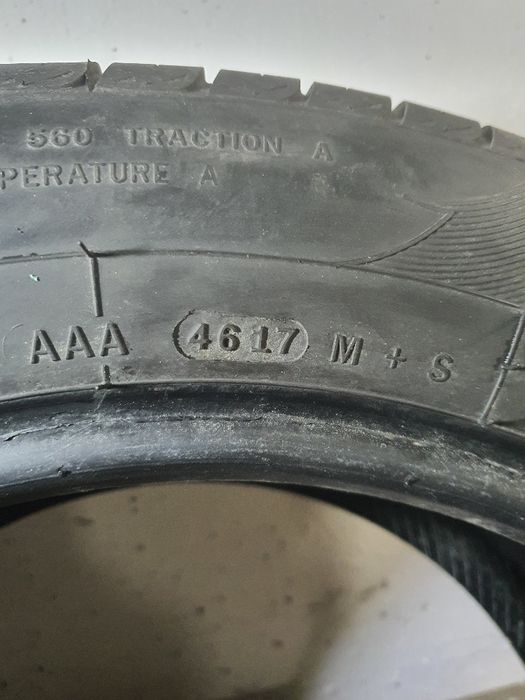 560 TRACTION A
PERATURE A
AAA 4617 M + S